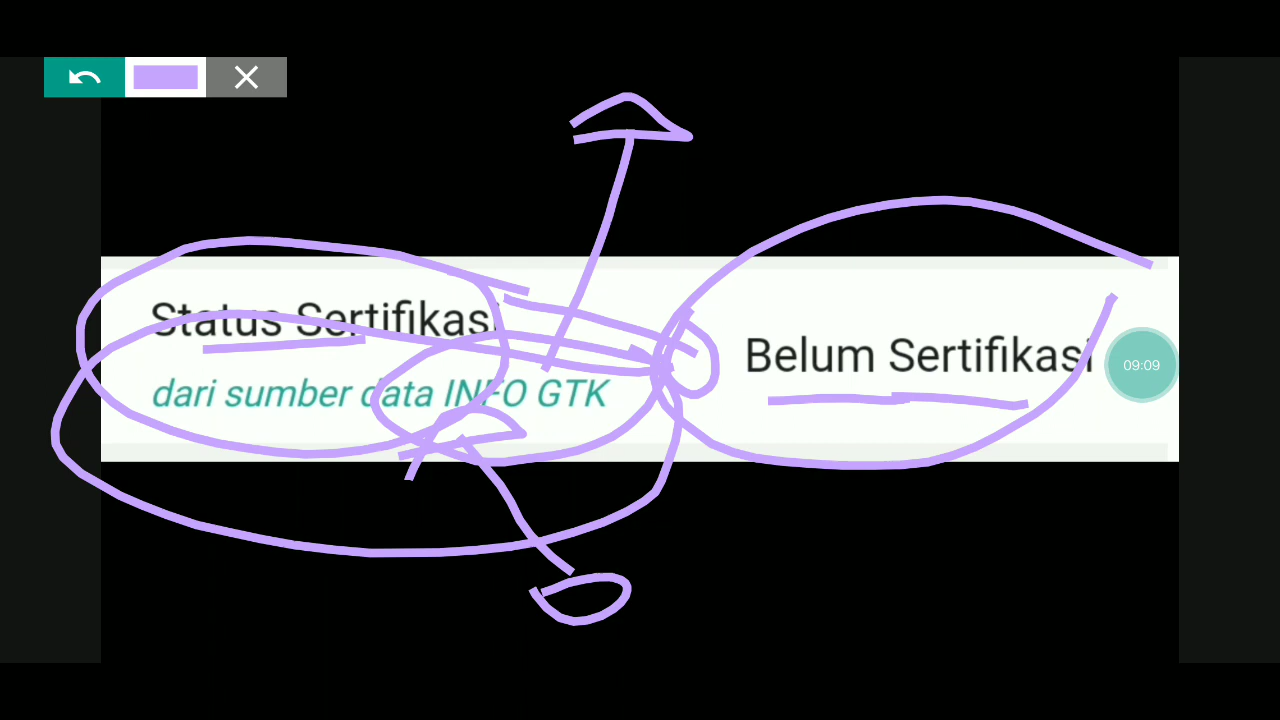 Status Sertifikasi
dari sumber data INFO GTK
Belum Sertifikasi
09:09